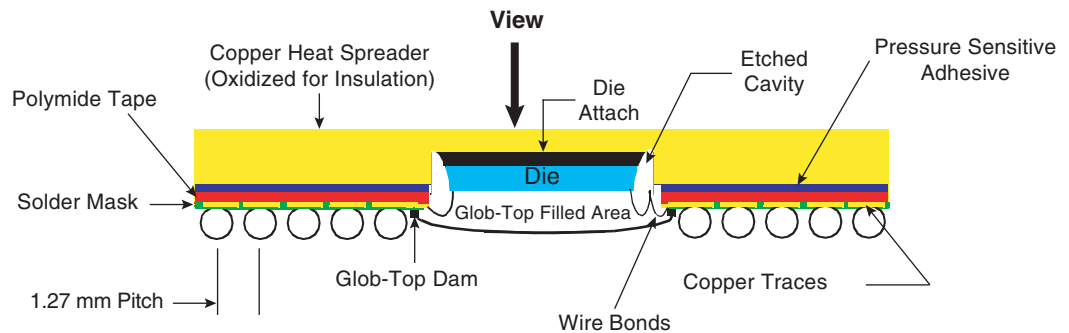 View
Copper Heat Spreader
(Oxidized for Insulation)
Etched
Cavity
Pressure Sensitive
Adhesive
Die
Attach
Polymide Tape
Die
Solder Mask
Glob-Top Filled Area
Glob-Top Dam
Copper Traces
1.27 mm Pitch
Wire Bonds